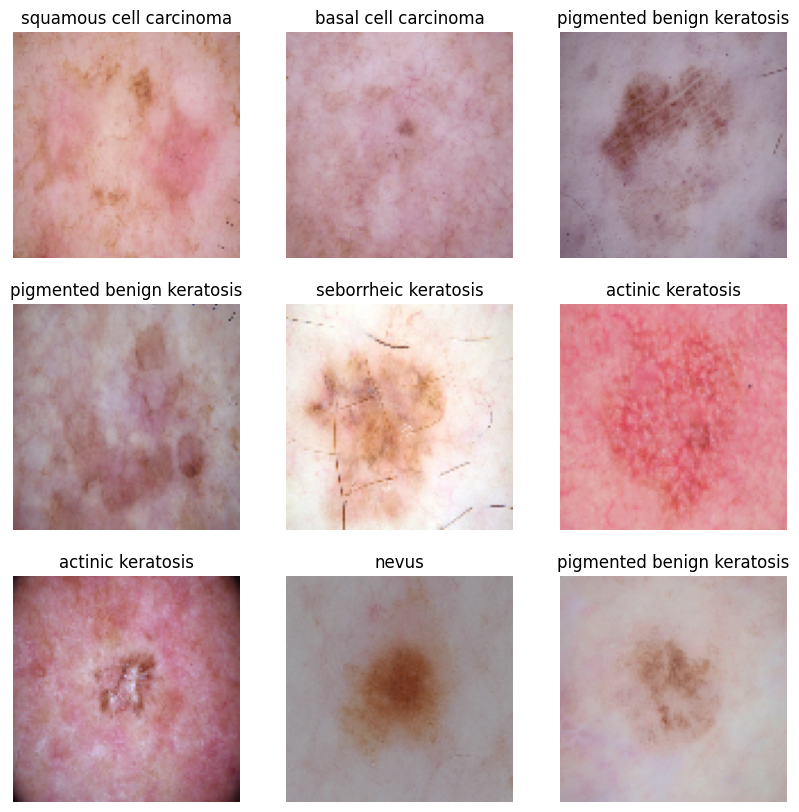 squamous cell carcinoma
basal cell carcinoma
pigmented benign keratosis
pigmented benign keratosis
seborrheic keratosis
actinic keratosis
actinic keratosis
nevus
pigmented benign keratosis